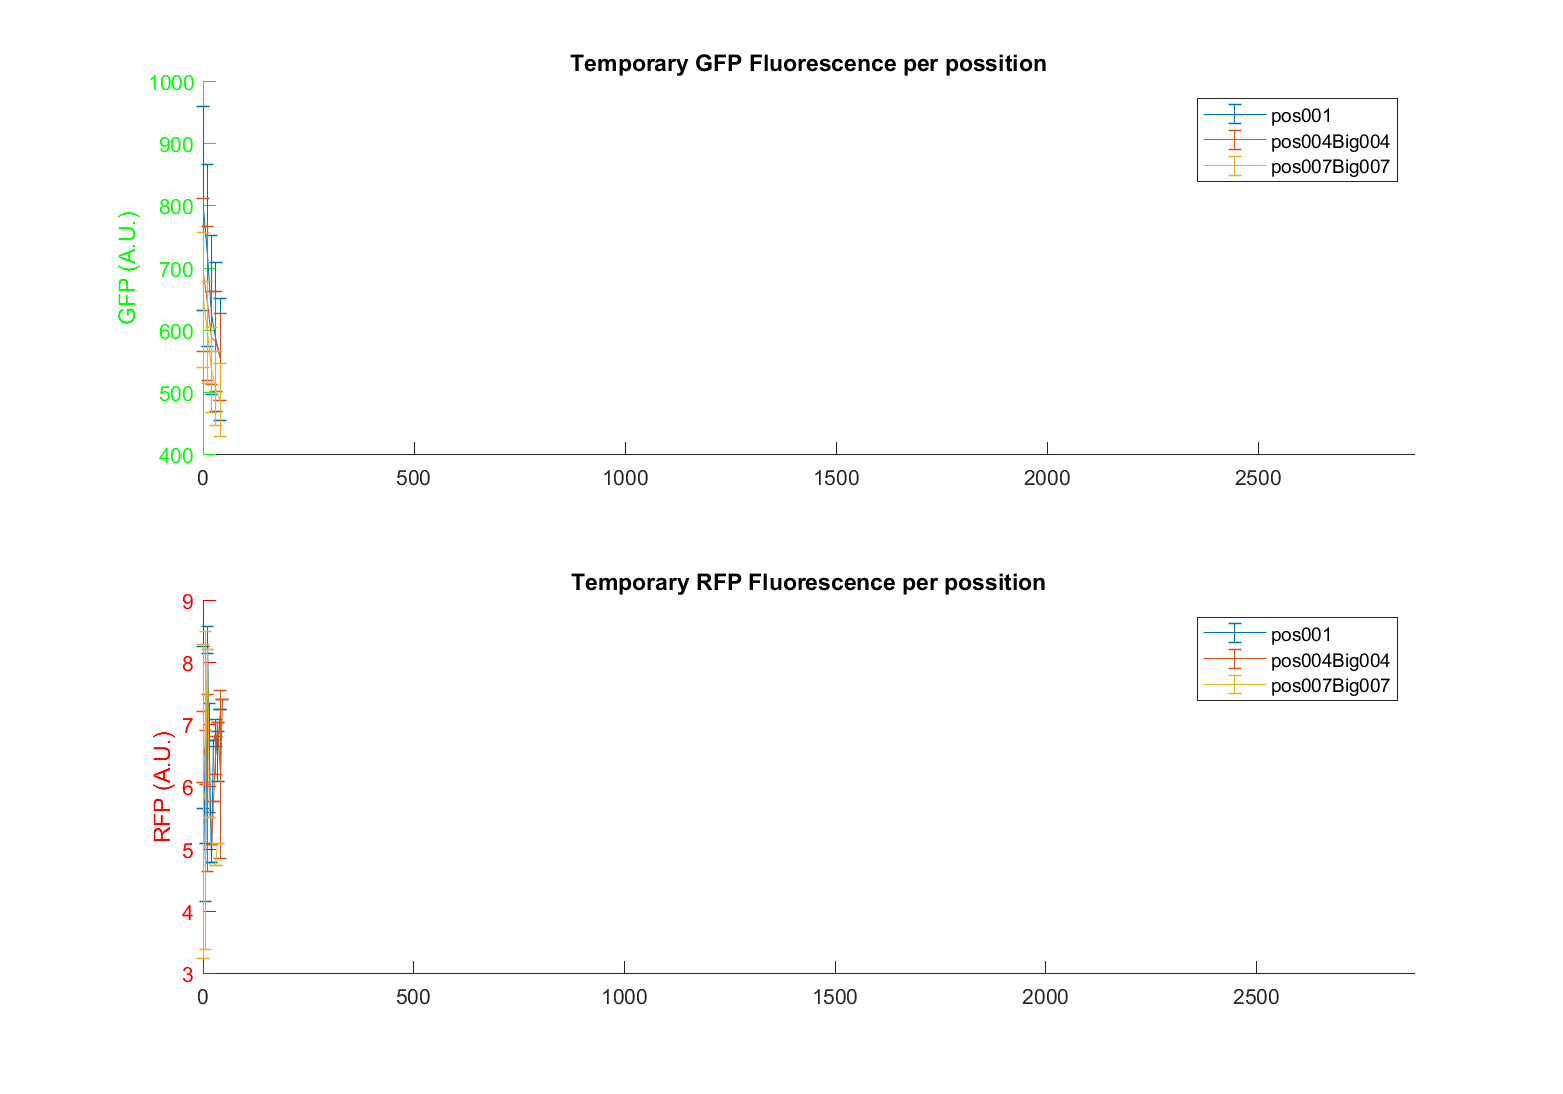 Temporary GFP Fluorescence per possition
1000
900
800
700
600
500
400
GFP (A.U.)
pos001
pos004Big004
pos007Big007
0 500 1000 1500 2000 2500
Temporary RFP Fluorescence per possition
9
8
7
6
5
4
3
RFP (A.U.)
pos001
pos004Big004
pos007Big007
0 500 1000 1500 2000 2500